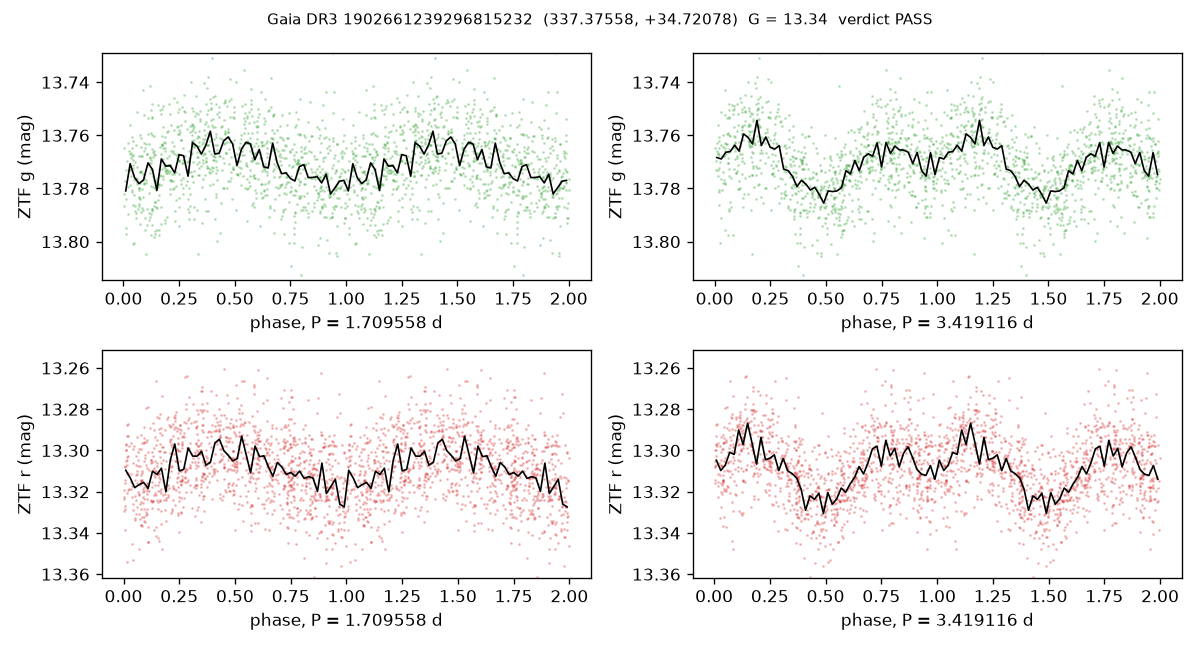 Gaia DR3 1902661239296815232  (337.37558, +34.72078)  G = 13.34  verdict PASS
ZTF g (mag)
13.74
13.76
13.78
13.80
0.00 0.25 0.50 0.75 1.00 1.25 1.50 1.75 2.00
phase, P = 1.709558 d
ZTF g (mag)
13.74
13.76
13.78
13.80
0.00 0.25 0.50 0.75 1.00 1.25 1.50 1.75 2.00
phase, P = 3.419116 d
ZTF r (mag)
13.26
13.28
13.30
13.32
13.34
13.36
0.00 0.25 0.50 0.75 1.00 1.25 1.50 1.75 2.00
phase, P = 1.709558 d
ZTF r (mag)
13.26
13.28
13.30
13.32
13.34
13.36
0.00 0.25 0.50 0.75 1.00 1.25 1.50 1.75 2.00
phase, P = 3.419116 d